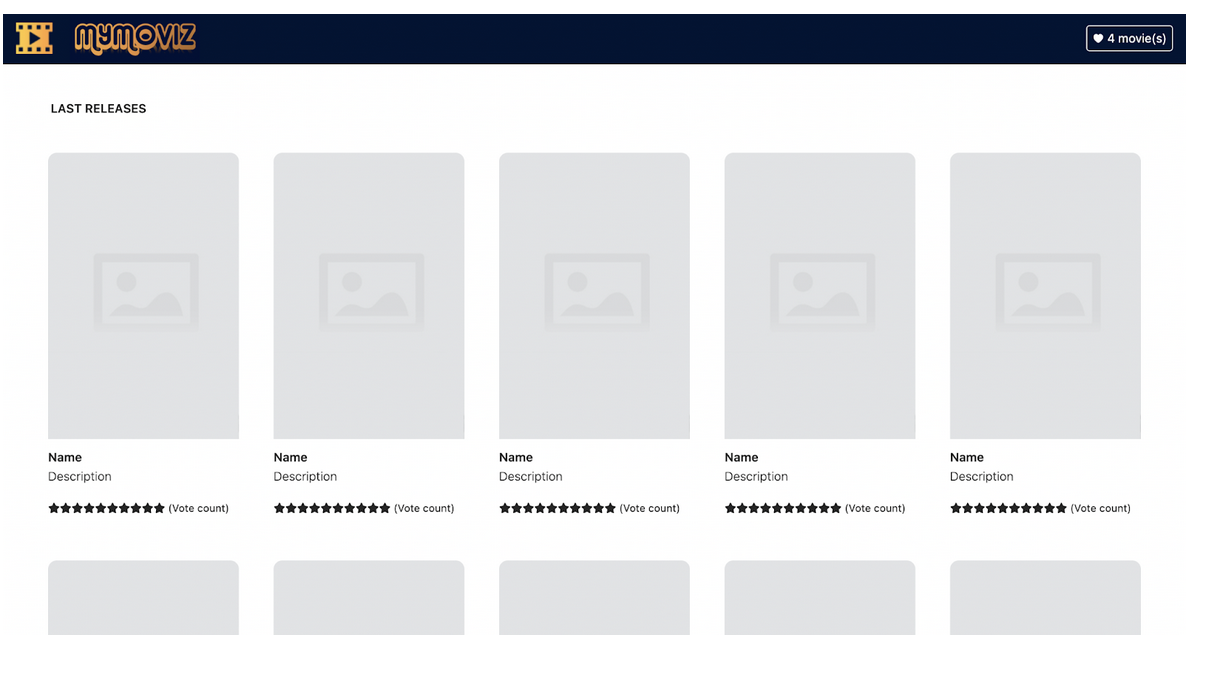 MYMOVIZ
4 movie(s)
LAST RELEASES
Name
Description
(Vote count)
Name
Description
(Vote count)
Name
Description
(Vote count)
Name
Description
(Vote count)
Name
Description
(Vote count)